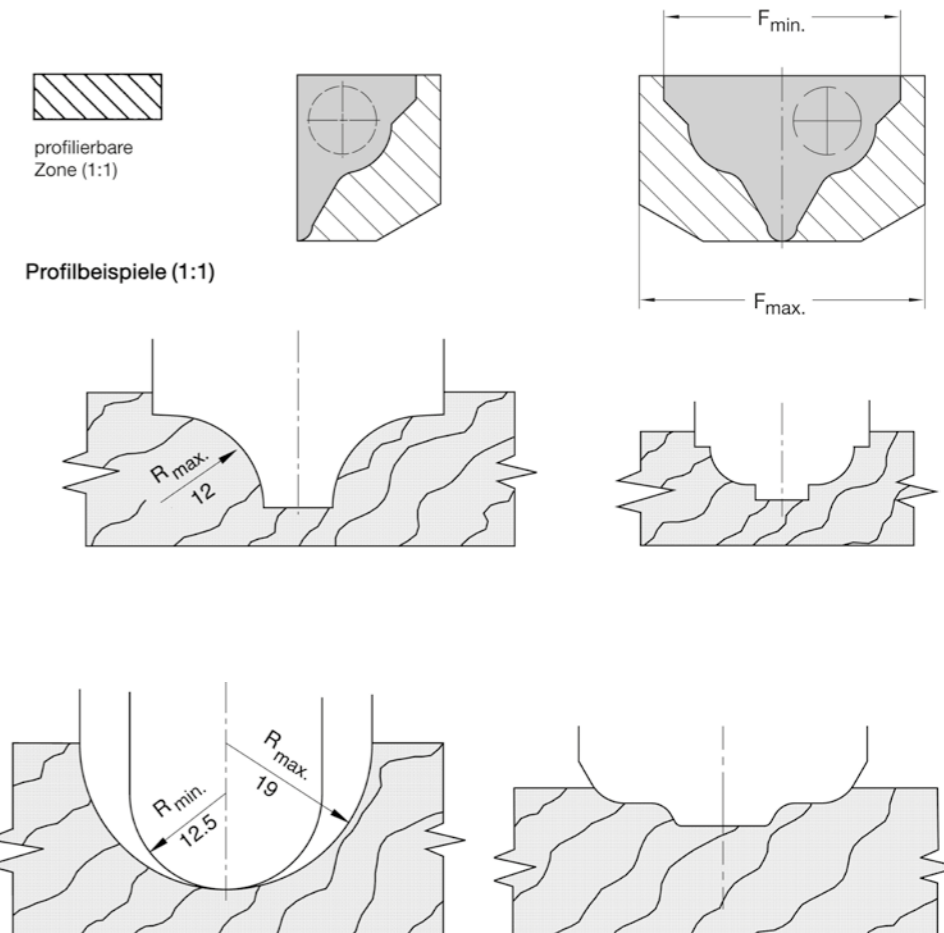 F min.
profilierbare
Zone (1:1)
Profilbeispiele (1:1)
F max.
R max.
12
R max.
19
R min.
12.5